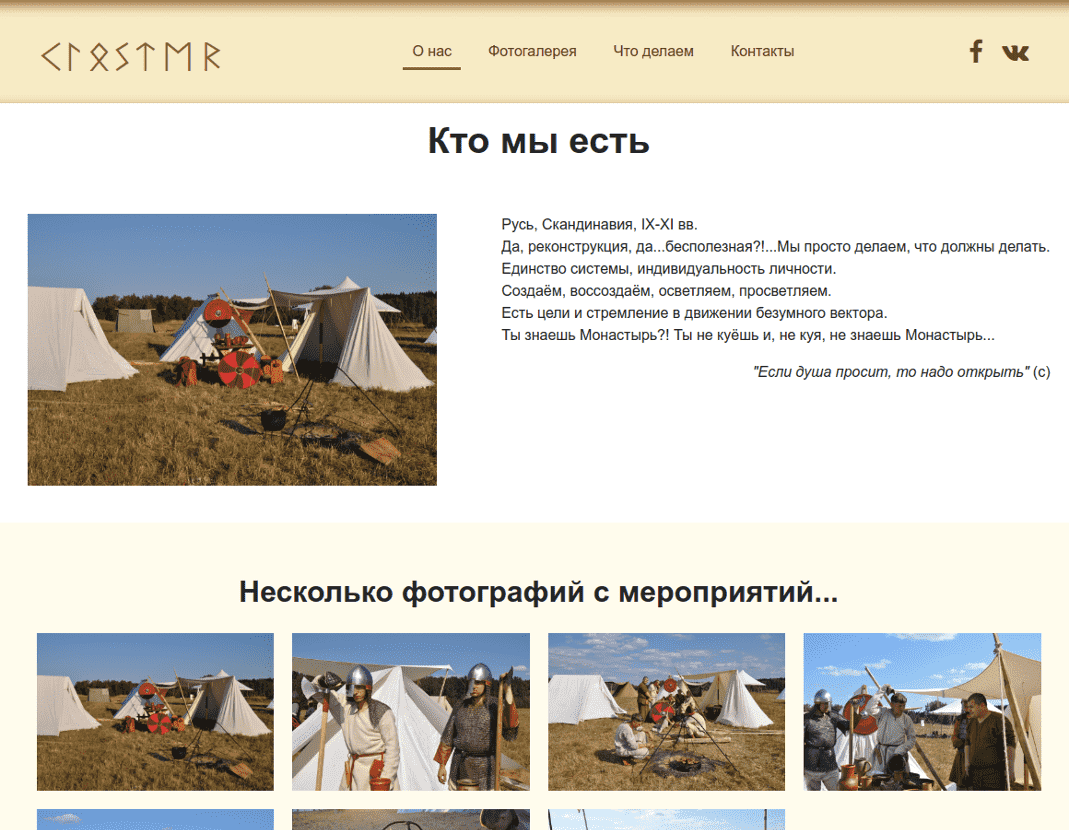 ᚲᛚᛟᛊᛏᛖᚱ
О нас
Фотогалерея
Что делаем
Контакты
Кто мы есть
Русь, Скандинавия, IX-XI вв.
Да, реконструкция, да...бесполезная?!...Мы просто делаем, что должны делать.
Единство системы, индивидуальность личности.
Создаём, воссоздаём, осветляем, просветляем.
Есть цели и стремление в движении безумного вектора.
Ты знаешь Монастырь?! Ты не куёшь и, не куя, не знаешь Монастырь...
"Если душа просит, то надо открыть" (с)
Несколько фотографий с мероприятий...